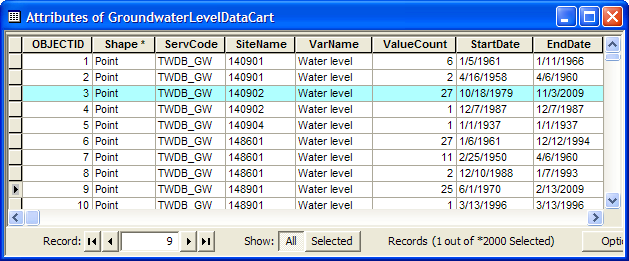 Attributes of GroundwaterLevelDataCart
OBJECTID Shape * ServCode SiteName VarName ValueCount StartDate EndDate
1 Point TWDB_GW 140901 Water level 6 1/5/1961 1/11/1966
2 Point TWDB_GW 140901 Water level 2 4/16/1958 4/6/1960
3 Point TWDB_GW 140902 Water level 27 10/18/1979 11/3/2009
4 Point TWDB_GW 140902 Water level 1 12/7/1987 12/7/1987
5 Point TWDB_GW 140904 Water level 1 1/1/1937 1/1/1937
6 Point TWDB_GW 148601 Water level 27 1/6/1961 12/12/1994
7 Point TWDB_GW 148601 Water level 11 2/25/1950 4/6/1960
8 Point TWDB_GW 148601 Water level 2 12/10/1988 1/7/1993
9 Point TWDB_GW 148901 Water level 25 6/1/1970 2/13/2009
10 Point TWDB_GW 148901 Water level 1 3/13/1996 3/13/1996
Record: 9 Show: All Selected Records (1 out of *2000 Selected) Optio